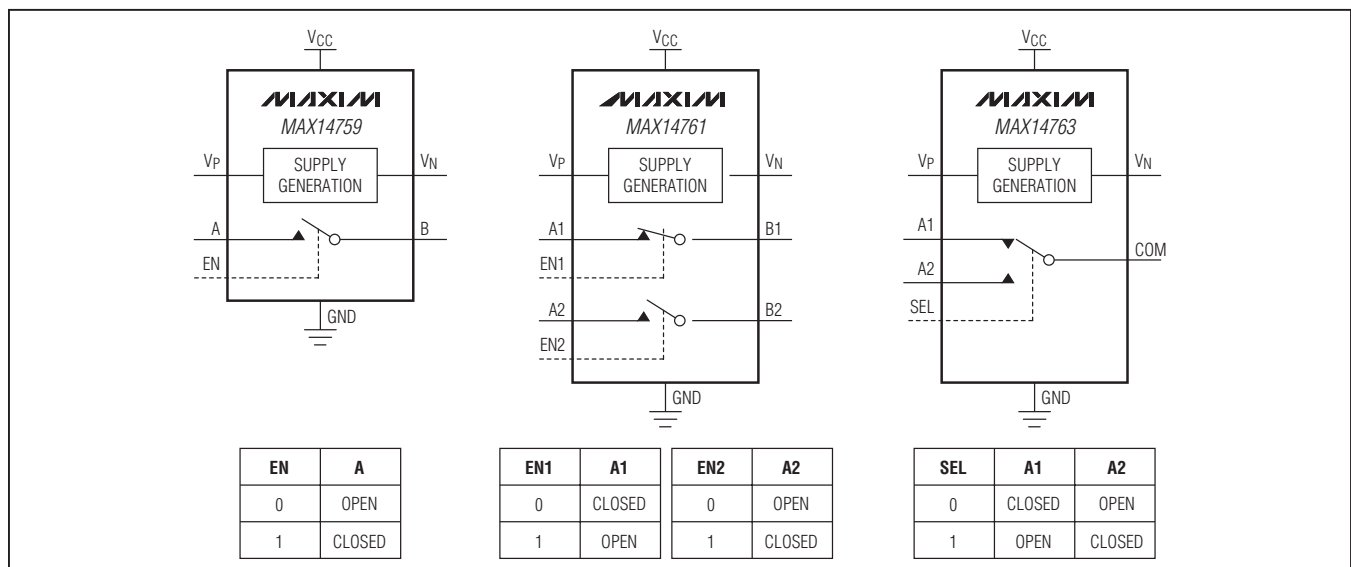 VCC
MAXIM
MAX14759
VP
SUPPLY
GENERATION
VN
A
B
EN
GND
EN A
0 OPEN
1 CLOSED
VCC
MAXIM
MAX14761
VP
SUPPLY
GENERATION
VN
A1
B1
EN1
A2
B2
EN2
GND
EN1 A1
0 CLOSED
1 OPEN
EN2 A2
0 OPEN
1 CLOSED
VCC
MAXIM
MAX14763
VP
SUPPLY
GENERATION
VN
A1
COM
A2
SEL
GND
SEL A1 A2
0 CLOSED OPEN
1 OPEN CLOSED